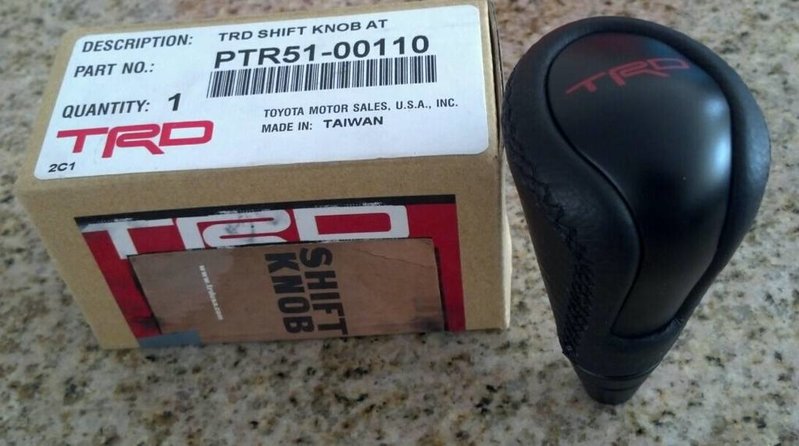 DESCRIPTION: TRD SHIFT KNOB AT
PART NO.: PTR51-00110
QUANTITY: 1
TOYOTA MOTOR SALES, U.S.A., INC.
MADE IN: TAIWAN
TRD
2C1
TRD
SHIFT
KNOB
TRD